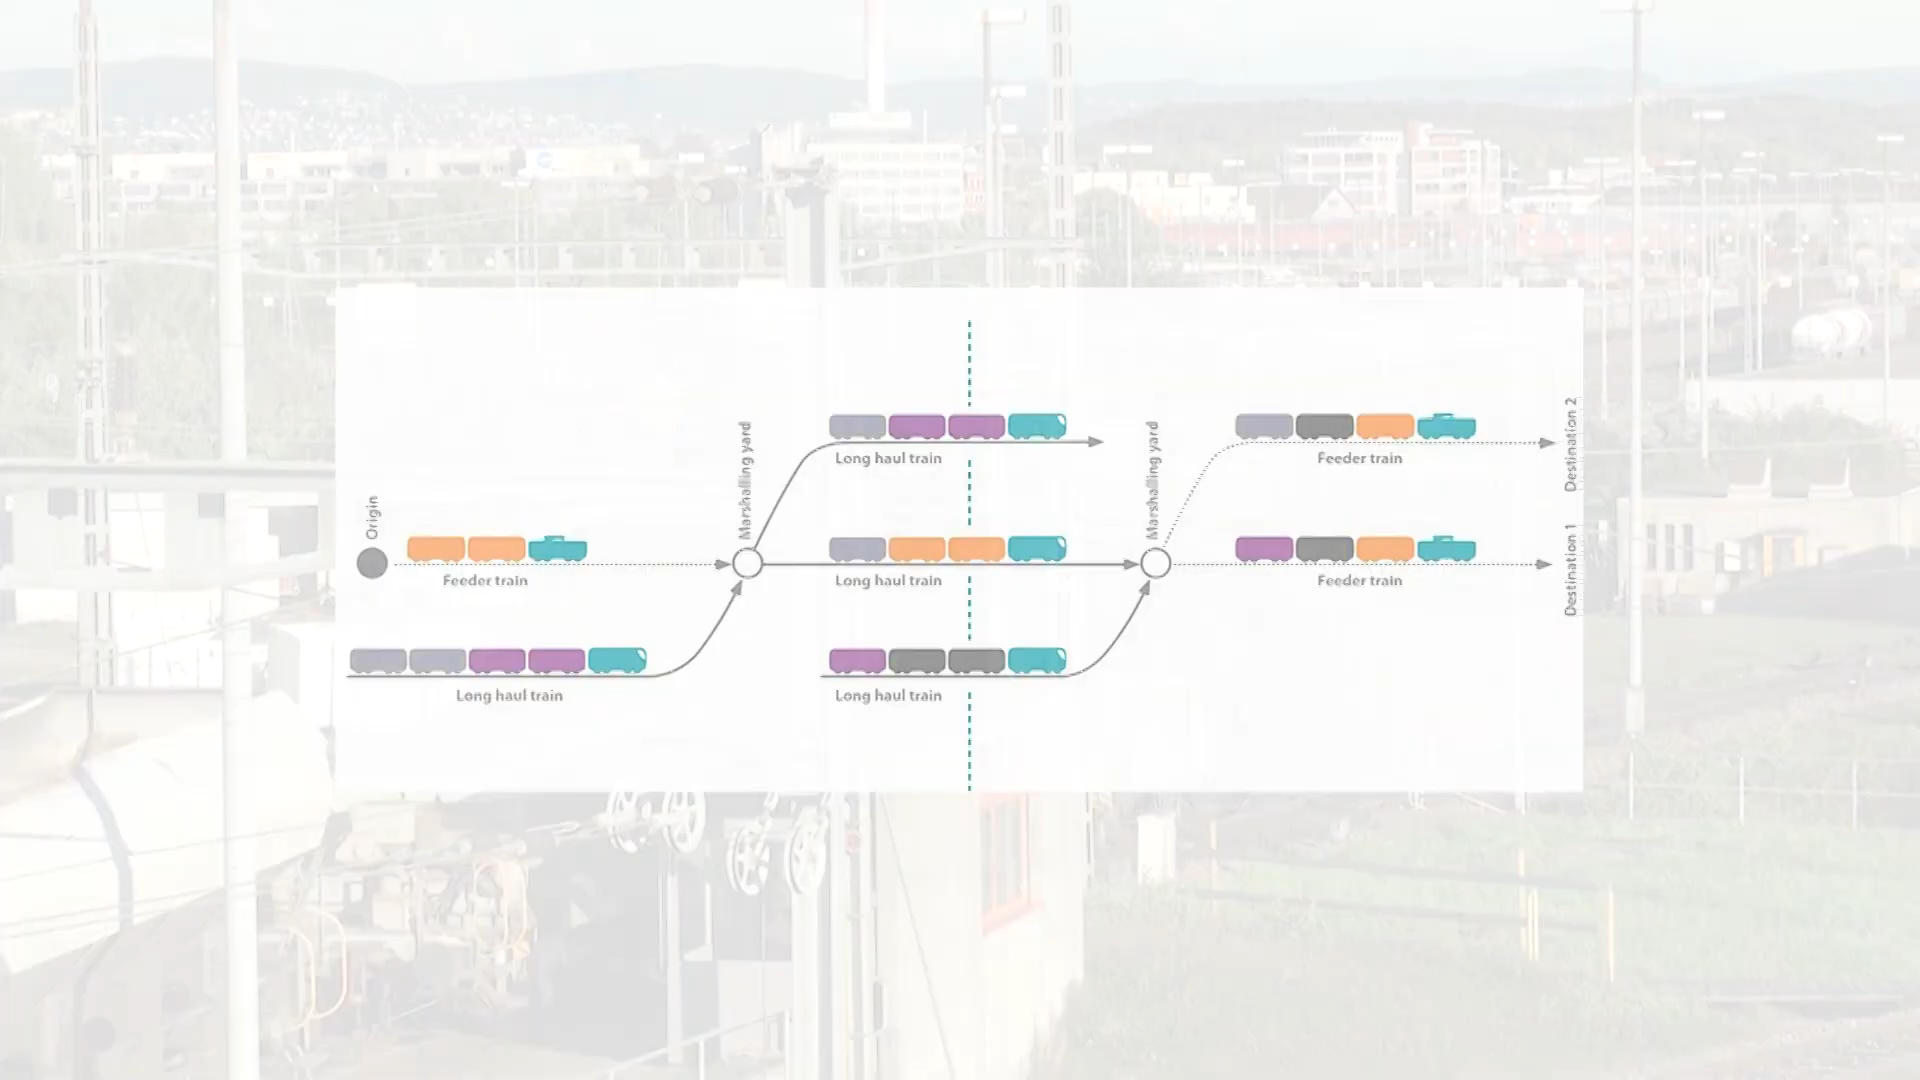 Origin
Feeder train
Long haul train
Marshalling yard
Long haul train
Long haul train
Long haul train
Marshalling yard
Feeder train
Feeder train
Destination 2
Destination 1